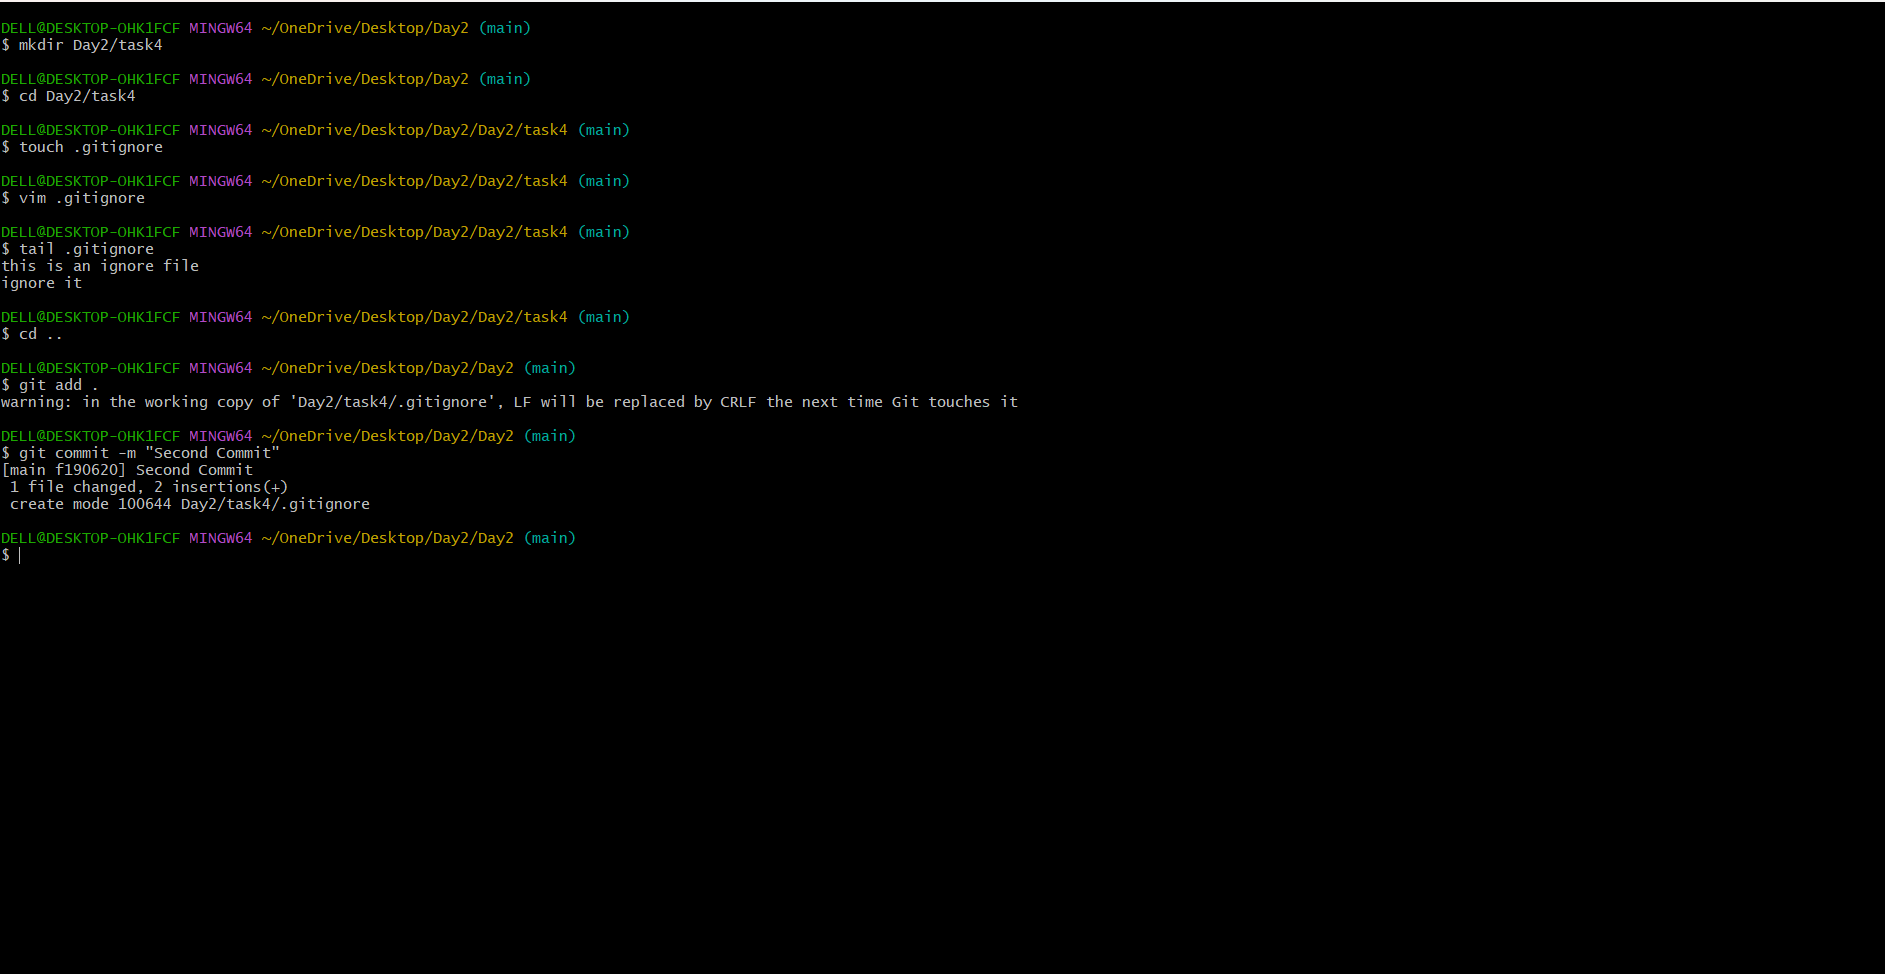 DELL@DESKTOP-OHK1FCF MINGW64 ~/OneDrive/Desktop/Day2 (main)
$ mkdir Day2/task4
DELL@DESKTOP-OHK1FCF MINGW64 ~/OneDrive/Desktop/Day2 (main)
$ cd Day2/task4
DELL@DESKTOP-OHK1FCF MINGW64 ~/OneDrive/Desktop/Day2/Day2/task4 (main)
$ touch .gitignore
DELL@DESKTOP-OHK1FCF MINGW64 ~/OneDrive/Desktop/Day2/Day2/task4 (main)
$ vim .gitignore
DELL@DESKTOP-OHK1FCF MINGW64 ~/OneDrive/Desktop/Day2/Day2/task4 (main)
$ tail .gitignore
this is an ignore file
ignore it
DELL@DESKTOP-OHK1FCF MINGW64 ~/OneDrive/Desktop/Day2/Day2/task4 (main)
$ cd ..
DELL@DESKTOP-OHK1FCF MINGW64 ~/OneDrive/Desktop/Day2/Day2 (main)
$ git add .
warning: in the working copy of 'Day2/task4/.gitignore', LF will be replaced by CRLF the next time Git touches it
DELL@DESKTOP-OHK1FCF MINGW64 ~/OneDrive/Desktop/Day2/Day2 (main)
$ git commit -m "Second Commit"
[main f190620] Second Commit
 1 file changed, 2 insertions(+)
 create mode 100644 Day2/task4/.gitignore
DELL@DESKTOP-OHK1FCF MINGW64 ~/OneDrive/Desktop/Day2/Day2 (main)
$